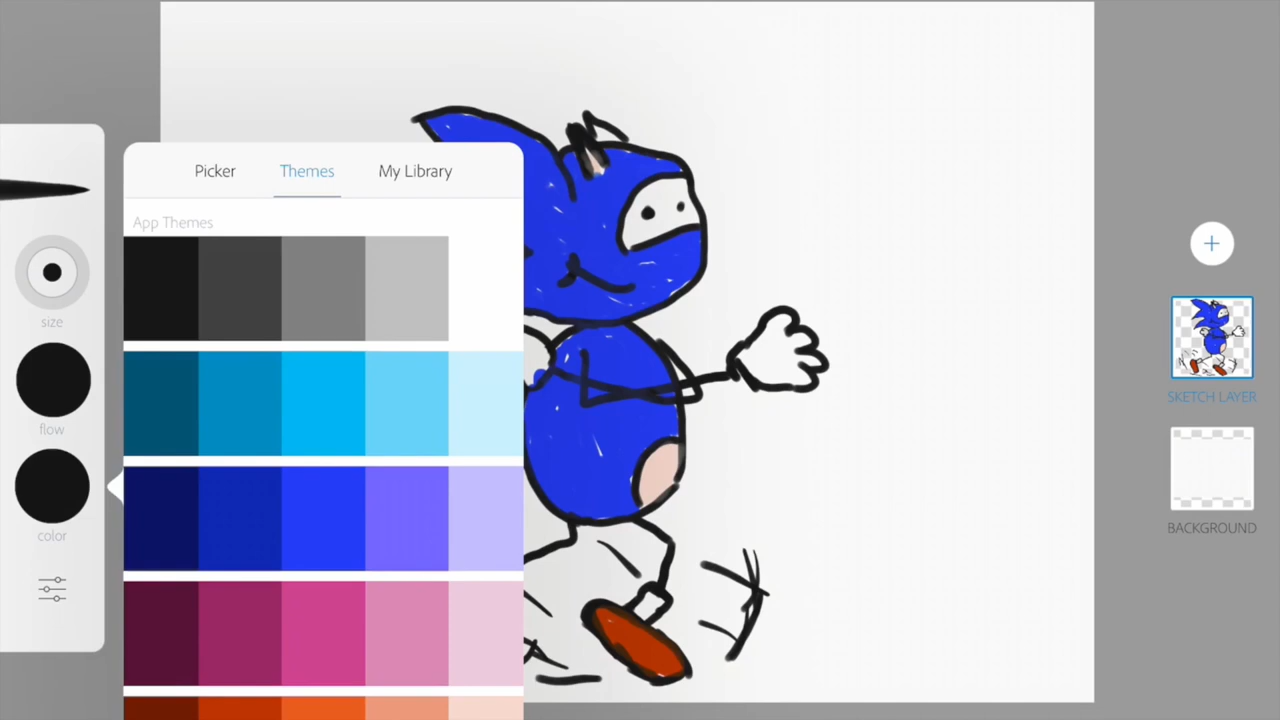 Picker Themes My Library
App Themes
size
flow
color
SKETCH LAYER
BACKGROUND